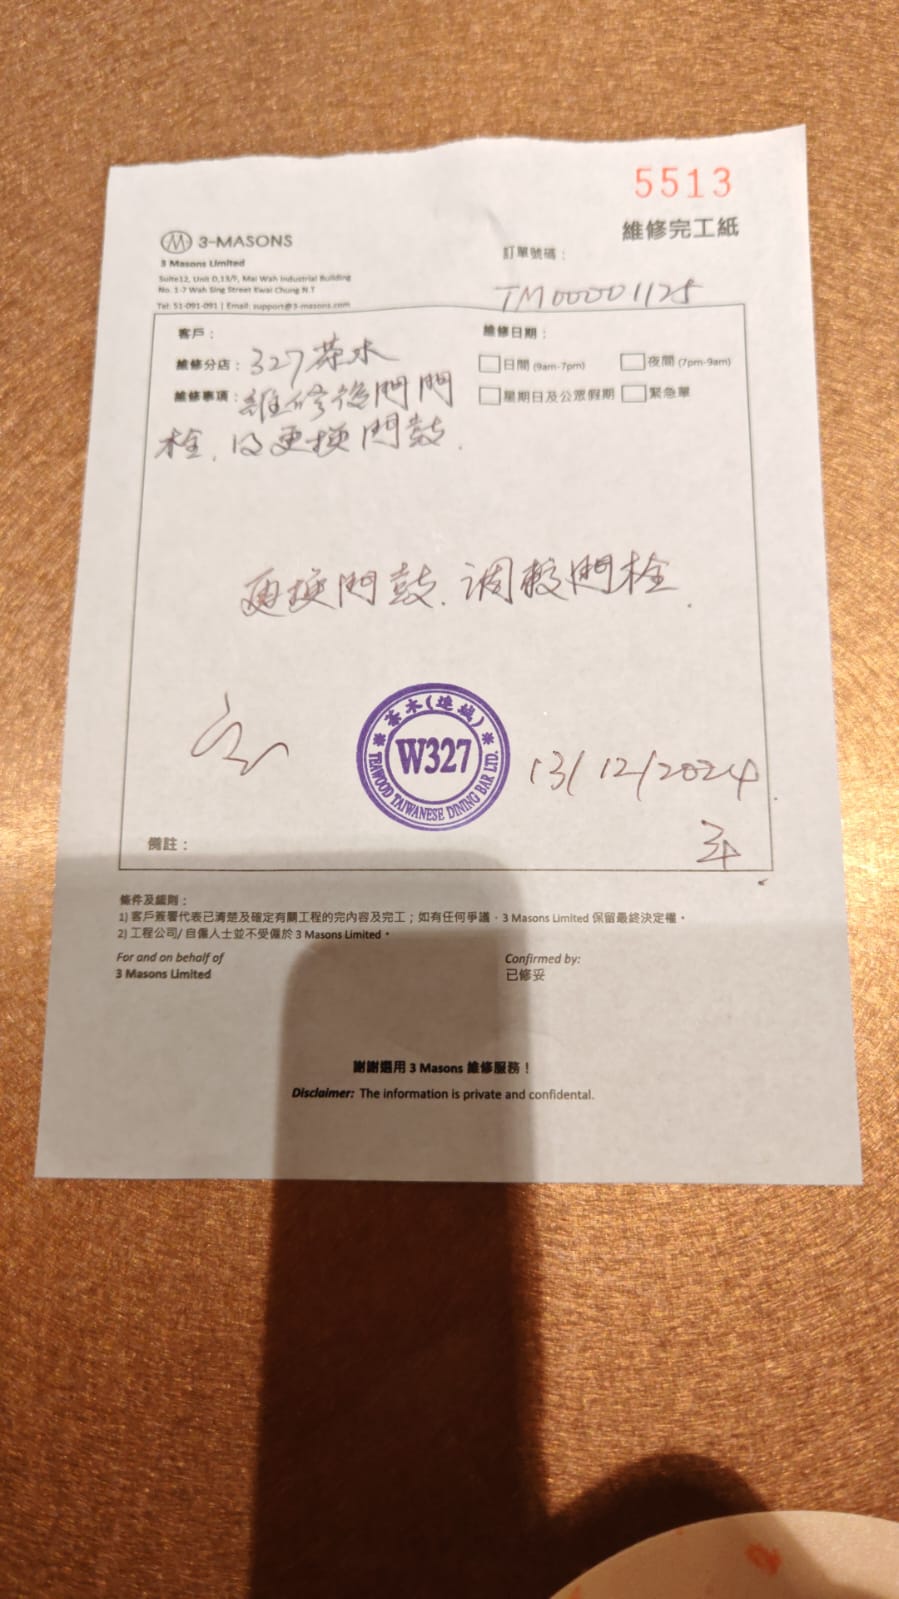 5513
維修完工紙
3-MASONS
3 Masons Limited
Suite12, Unit D,13/F, Mai Wah Industrial Building
No. 1-7 Wah Sing Street Kwai Chung N.T
Tel: 51-091-091 | Email: support@3-masons.com
訂單號碼：
TM00001125
客戶：
維修分店：327茶木
維修事項：維修後門門
栓，及更换門鼓.
維修日期：
日間 (9am-7pm)
夜間 (7pm-9am)
星期日及公眾假期
緊急單
更换門鼓.调较門栓.
茶木(連城)
W327
TEAWOOD TAIWANESE DINING BAR LTD.
13/12/2024
備註：
條件及細則：
1) 客戶簽署代表已清楚及確定有關工程的完內容及完工；如有任何爭議，3 Masons Limited 保留最終決定權。
2) 工程公司/ 自僱人士並不受僱於 3 Masons Limited。
For and on behalf of
3 Masons Limited
Confirmed by:
已修妥
謝謝選用 3 Masons 維修服務！
Disclaimer: The information is private and confidental.